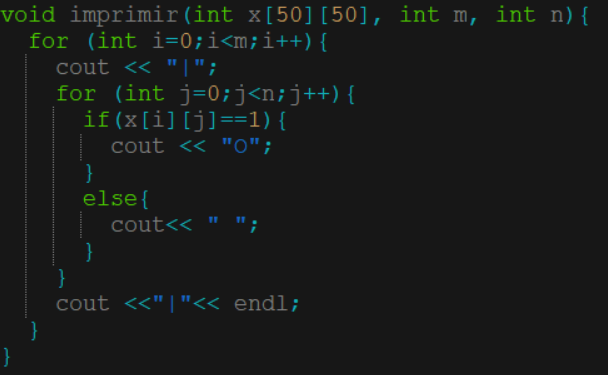 void imprimir(int x[50][50], int m, int n){
  for (int i=0;i<m;i++){
    cout << "|";
    for (int j=0;j<n;j++){
      if(x[i][j]==1){
        cout << "O";
      }
      else{
        cout<< " ";
      }
    }
    cout <<"|"<< endl;
  }
}